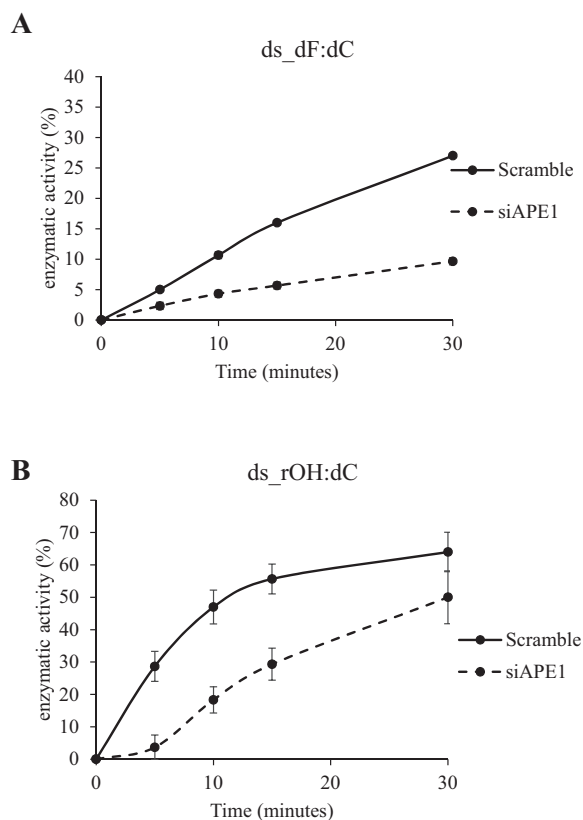 A
ds_dF:dC
40
35
30
25
20
15
10
5
0
enzymatic activity (%)
0 10 20 30
Time (minutes)
Scramble
siAPE1
B
ds_rOH:dC
80
70
60
50
40
30
20
10
0
enzymatic activity (%)
0 10 20 30
Time (minutes)
Scramble
siAPE1